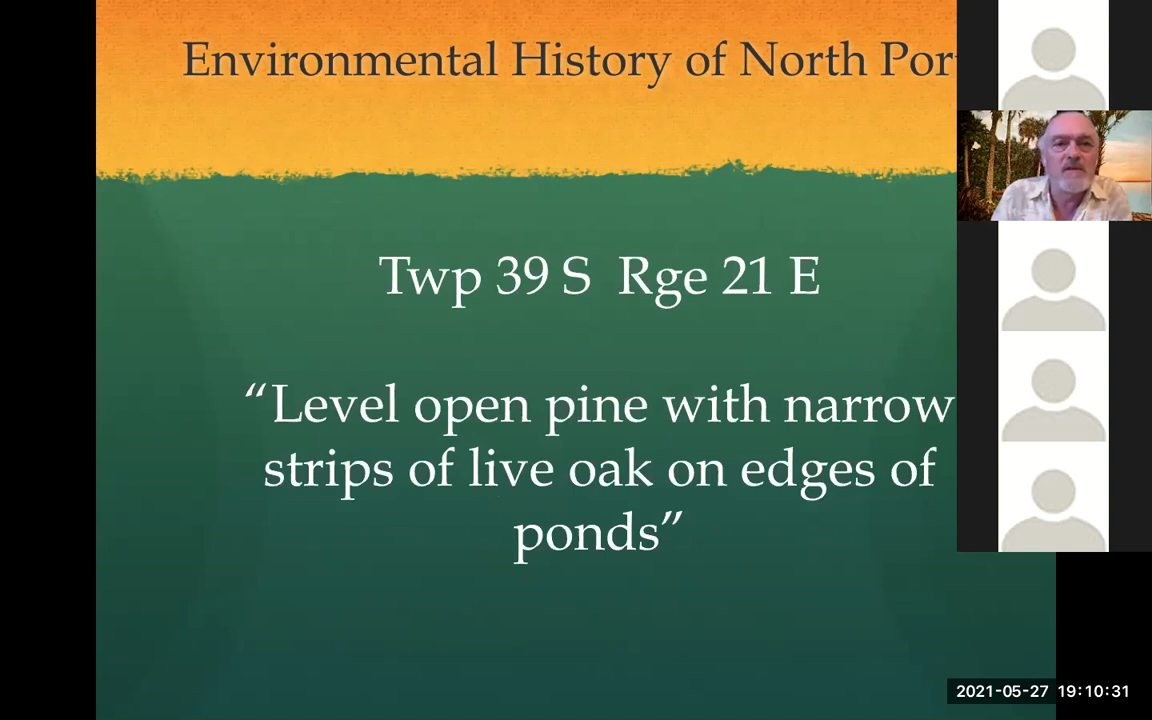 Environmental History of North Por
Twp 39 S Rge 21 E
“Level open pine with narrow
strips of live oak on edges of
ponds”
2021-05-27 19:10:31